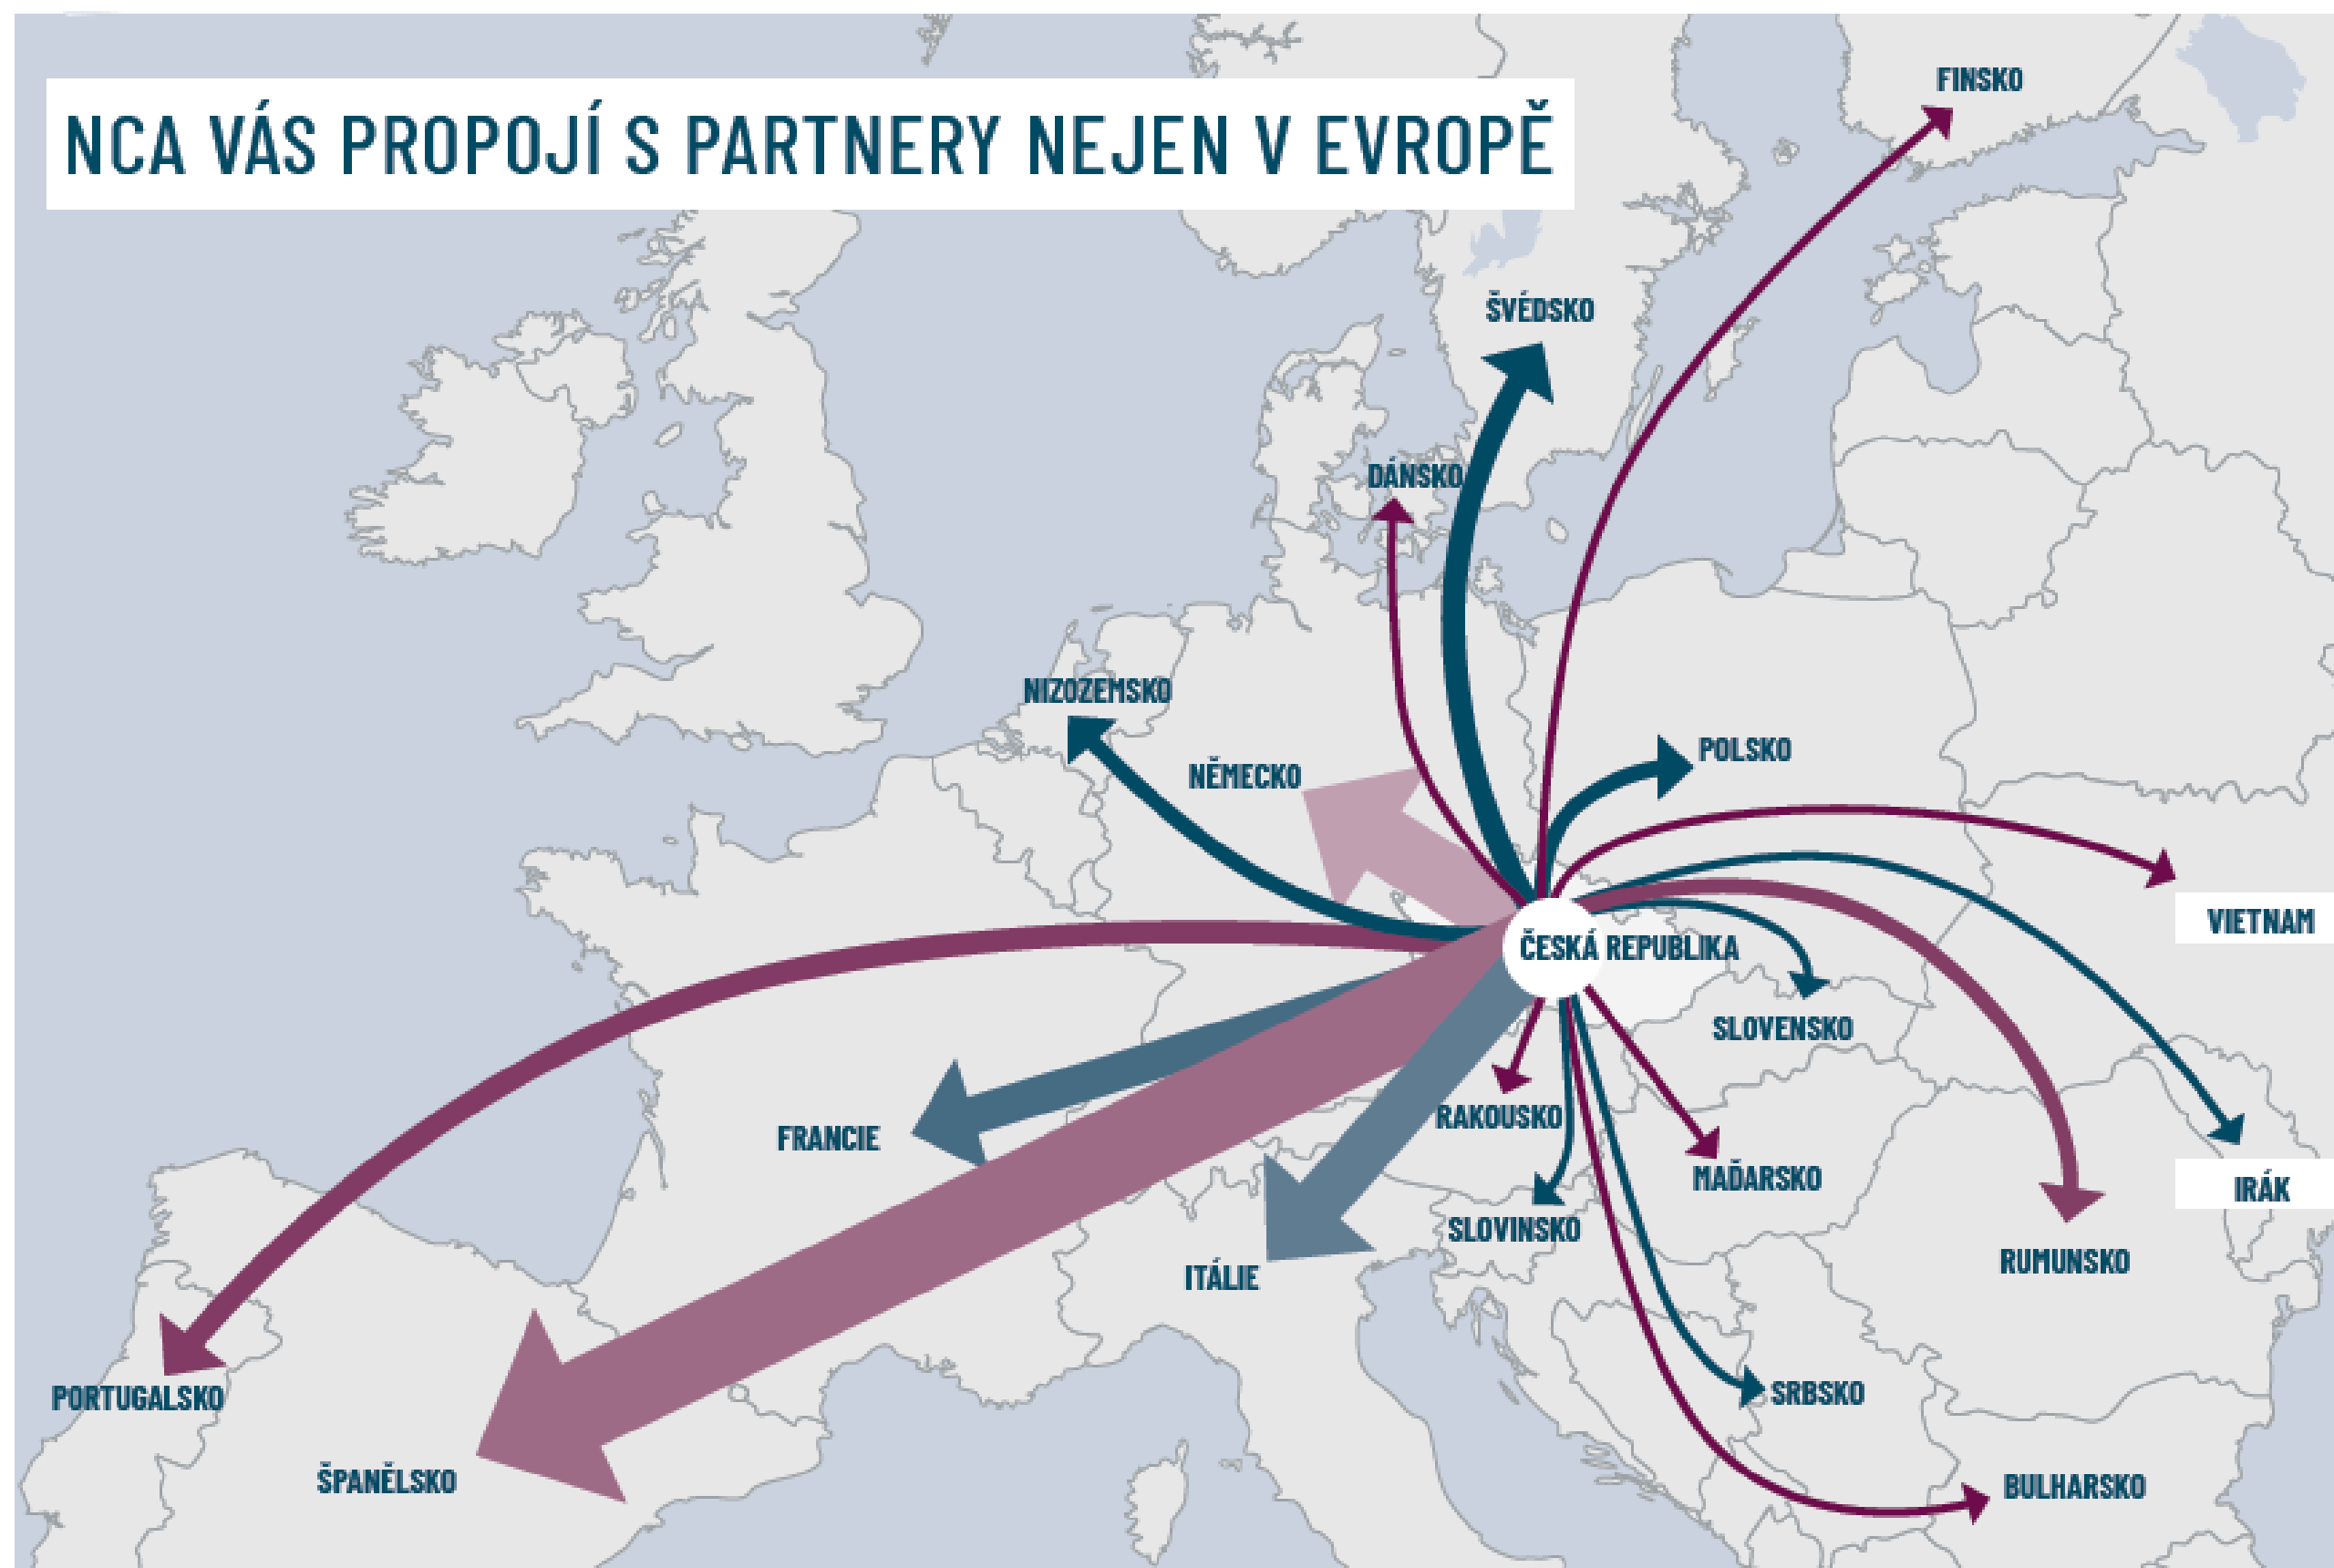 NCA VÁS PROPOJÍ S PARTNERY NEJEN V EVROPĚ
FINSKO
ŠVÉDSKO
DÁNSKO
NIZOZEMSKO
POLSKO
NĚMECKO
VIETNAM
ČESKÁ REPUBLIKA
SLOVENSKO
RAKOUSKO
FRANCIE
MAĎARSKO
IRÁK
SLOVINSKO
RUMUNSKO
ITÁLIE
SRBSKO
PORTUGALSKO
ŠPANĚLSKO
BULHARSKO